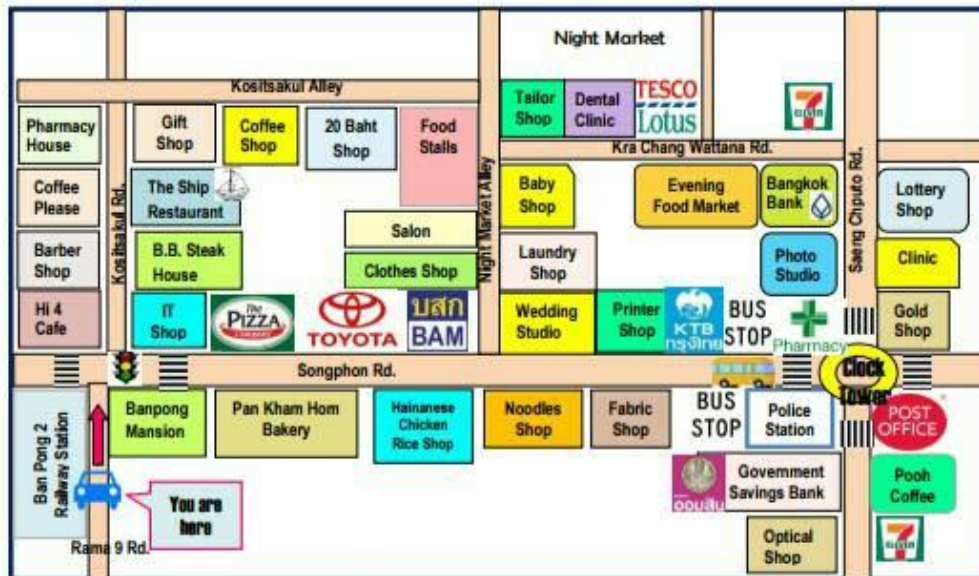 Night Market
Kositsakul Alley
Pharmacy
House
Gift
Shop
Coffee
Shop
20 Baht
Shop
Food
Stalls
Tailor
Shop
Dental
Clinic
TESCO
Lotus
7
ELEVEN
Kra Chang Wattana Rd.
Coffee
Please
Kositsakul Rd.
The Ship
Restaurant
Night Market Alley
Baby
Shop
Evening
Food Market
Bangkok
Bank
Saeng Chputo Rd.
Lottery
Shop
Barber
Shop
B.B. Steak
House
Salon
Clothes Shop
Laundry
Shop
Photo
Studio
Clinic
Hi 4
Cafe
IT
Shop
The
PIZZA
COMPANY
TOYOTA
บสก
BAM
Wedding
Studio
Printer
Shop
KTB
กรุงไทย
BUS
STOP
Pharmacy
Gold
Shop
Songphon Rd.
Clock
Tower
Ban Pong 2
Railway Station
Banpong
Mansion
Pan Kham Hom
Bakery
Hainanese
Chicken
Rice Shop
Noodles
Shop
Fabric
Shop
BUS
STOP
Police
Station
POST
OFFICE
You are
here
ออมสิน
Government
Savings Bank
Pooh
Coffee
Rama 9 Rd.
Optical
Shop
7
ELEVEN